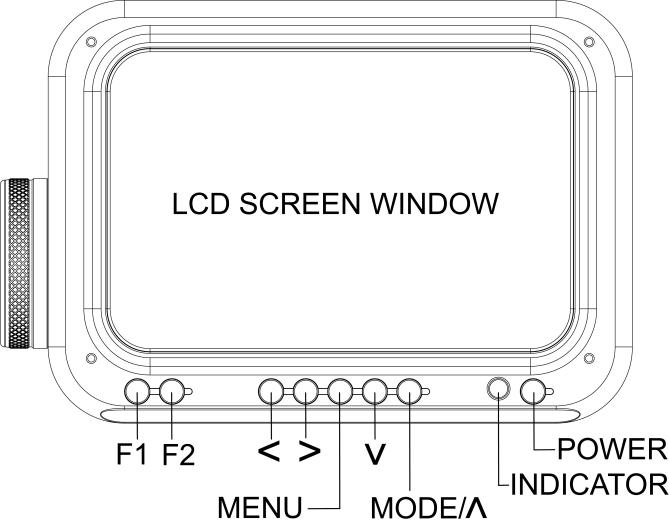 LCD SCREEN WINDOW
F1 F2 < > V POWER
INDICATOR
MENU MODE/Λ